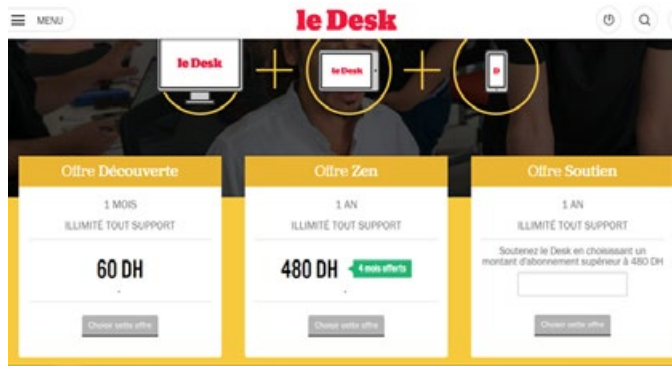 MENU
le Desk
le Desk
le Desk
D
Offre Découverte
1 MOIS
ILLIMITÉ TOUT SUPPORT
60 DH
Choisir cette offre
Offre Zen
1 AN
ILLIMITÉ TOUT SUPPORT
480 DH
4 mois offerts
Choisir cette offre
Offre Soutien
1 AN
ILLIMITÉ TOUT SUPPORT
Soutenez le Desk en choisissant un
montant d'abonnement supérieur à 480 DH
Choisir cette offre